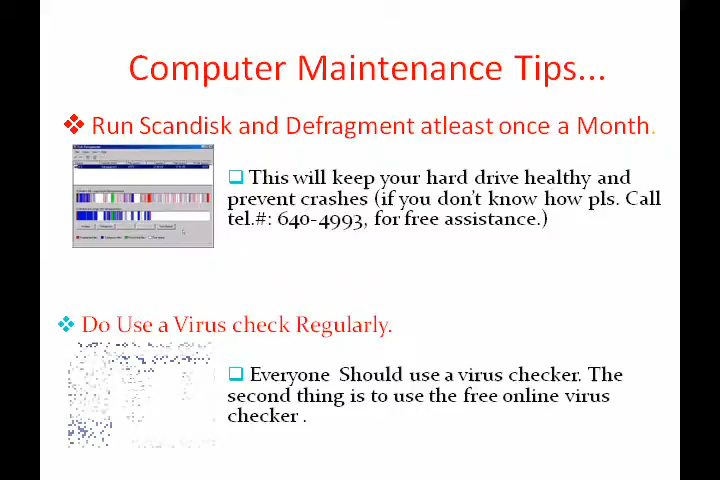 Computer Maintenance Tips...
Run Scandisk and Defragment atleast once a Month.
This will keep your hard drive healthy and
prevent crashes (if you don't know how pls. Call
tel.#: 640-4993, for free assistance.)
Do Use a Virus check Regularly.
Everyone Should use a virus checker. The
second thing is to use the free online virus
checker .